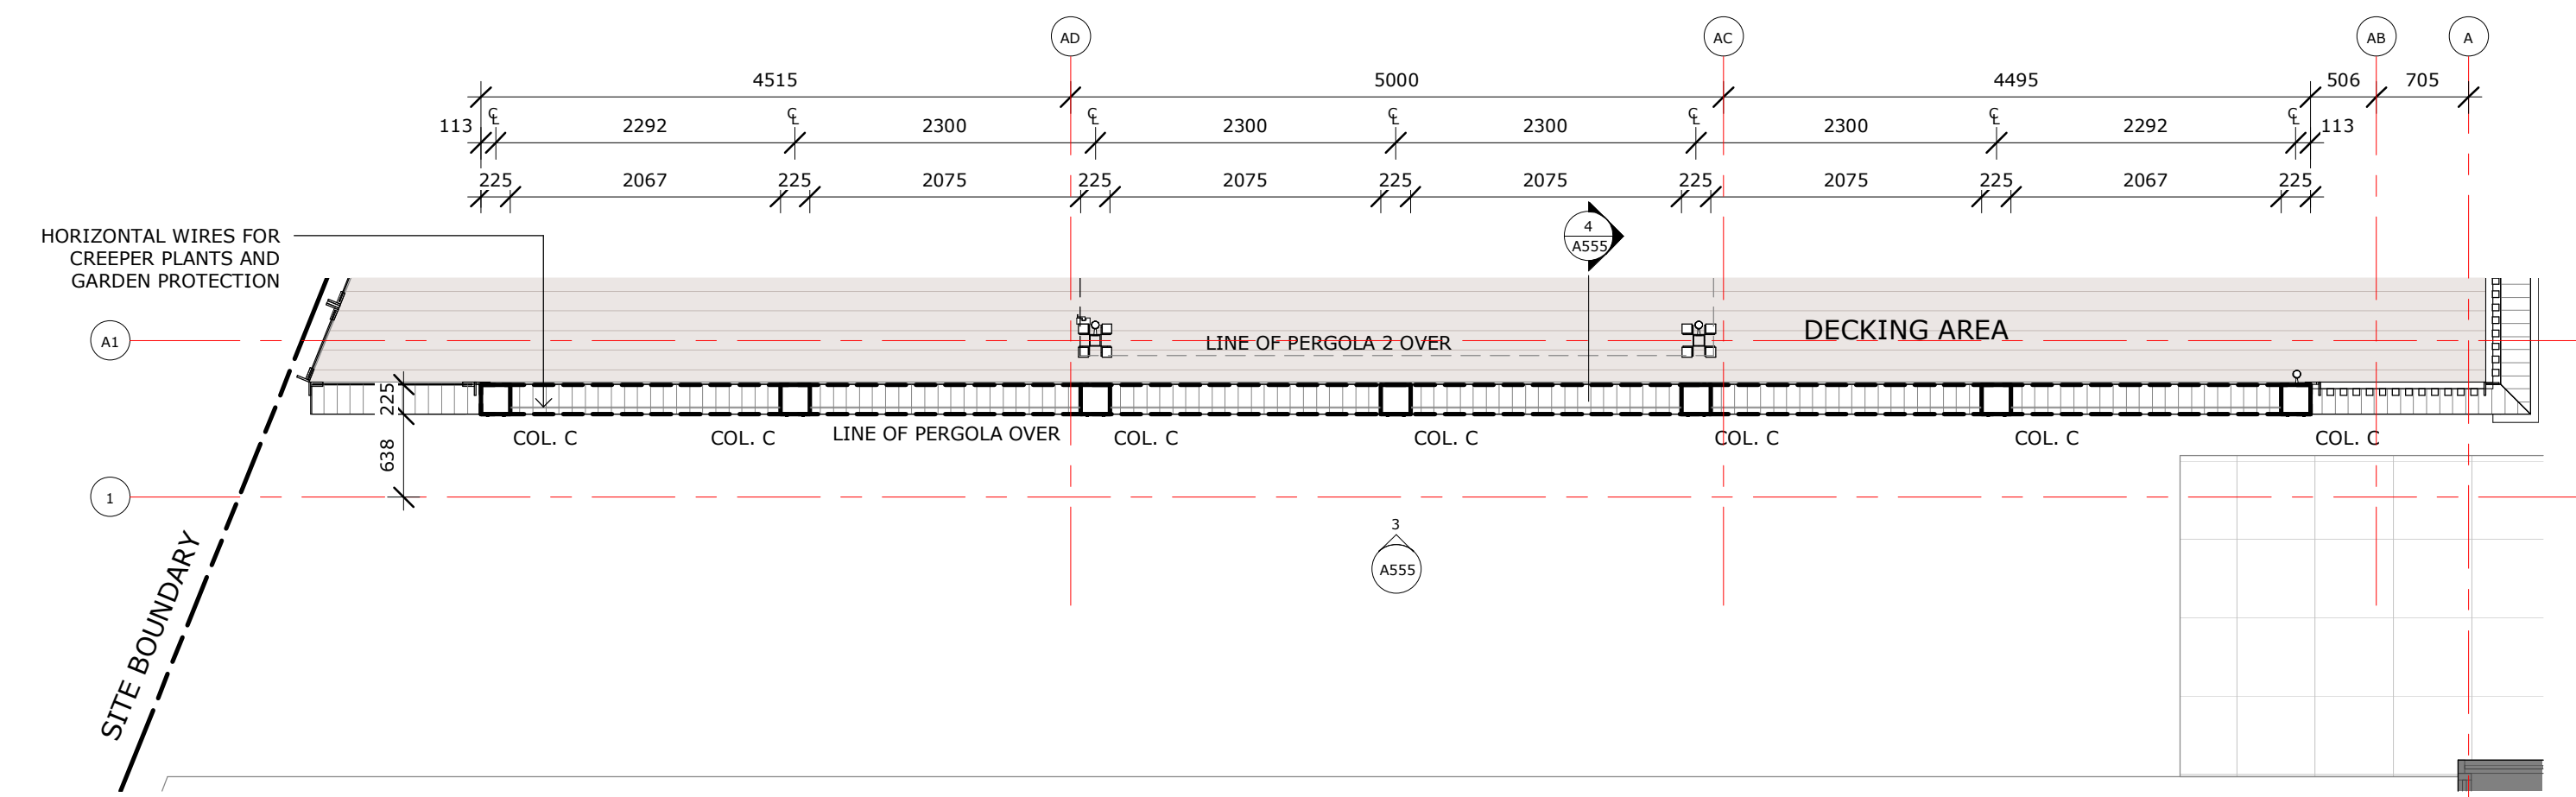 AD AC AB A
4515 5000 4495 506 705
℄ ℄ ℄ ℄ ℄ ℄ ℄
113 2292 2300 2300 2300 2300 2292 113
225 2067 225 2075 225 2075 225 2075 225 2075 225 2067 225
4
A555
HORIZONTAL WIRES FOR
CREEPER PLANTS AND
GARDEN PROTECTION
A1
LINE OF PERGOLA 2 OVER
DECKING AREA
225
638
COL. C
COL. C
LINE OF PERGOLA OVER
COL. C
COL. C
COL. C
COL. C
COL. C
1
SITE BOUNDARY
3
A555